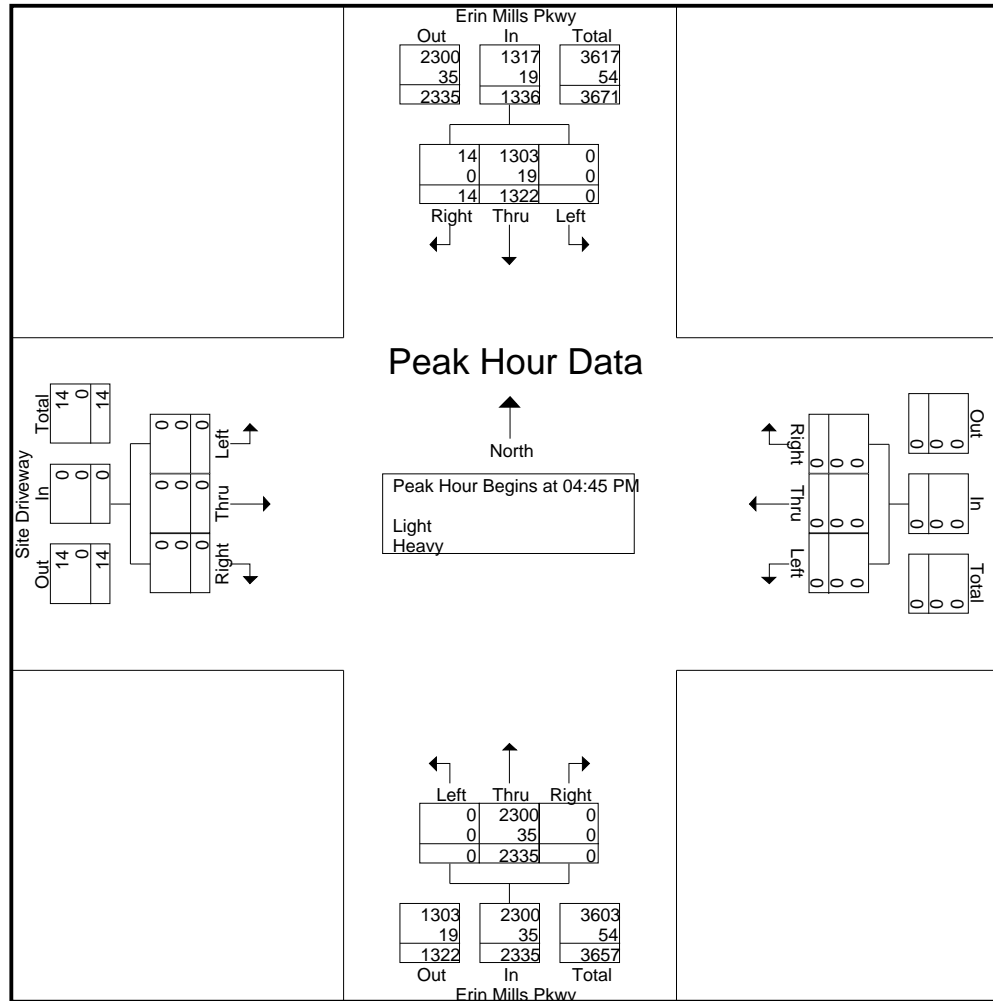 Erin Mills Pkwy
Out In Total
2300 1317 3617
35 19 54
2335 1336 3671
14 1303 0
0 19 0
14 1322 0
Right Thru Left
Peak Hour Data
North
Peak Hour Begins at 04:45 PM
Light
Heavy
Site Driveway
Total
14 0 14
In
0 0 0
Out
14 0 14
Left
0 0 0
Thru
0 0 0
Right
0 0 0
Right
0 0 0
Thru
0 0 0
Left
0 0 0
Out
0 0 0
In
0 0 0
Total
0 0 0
Left Thru Right
0 2300 0
0 35 0
0 2335 0
1303 2300 3603
19 35 54
1322 2335 3657
Out In Total
Erin Mills Pkwy